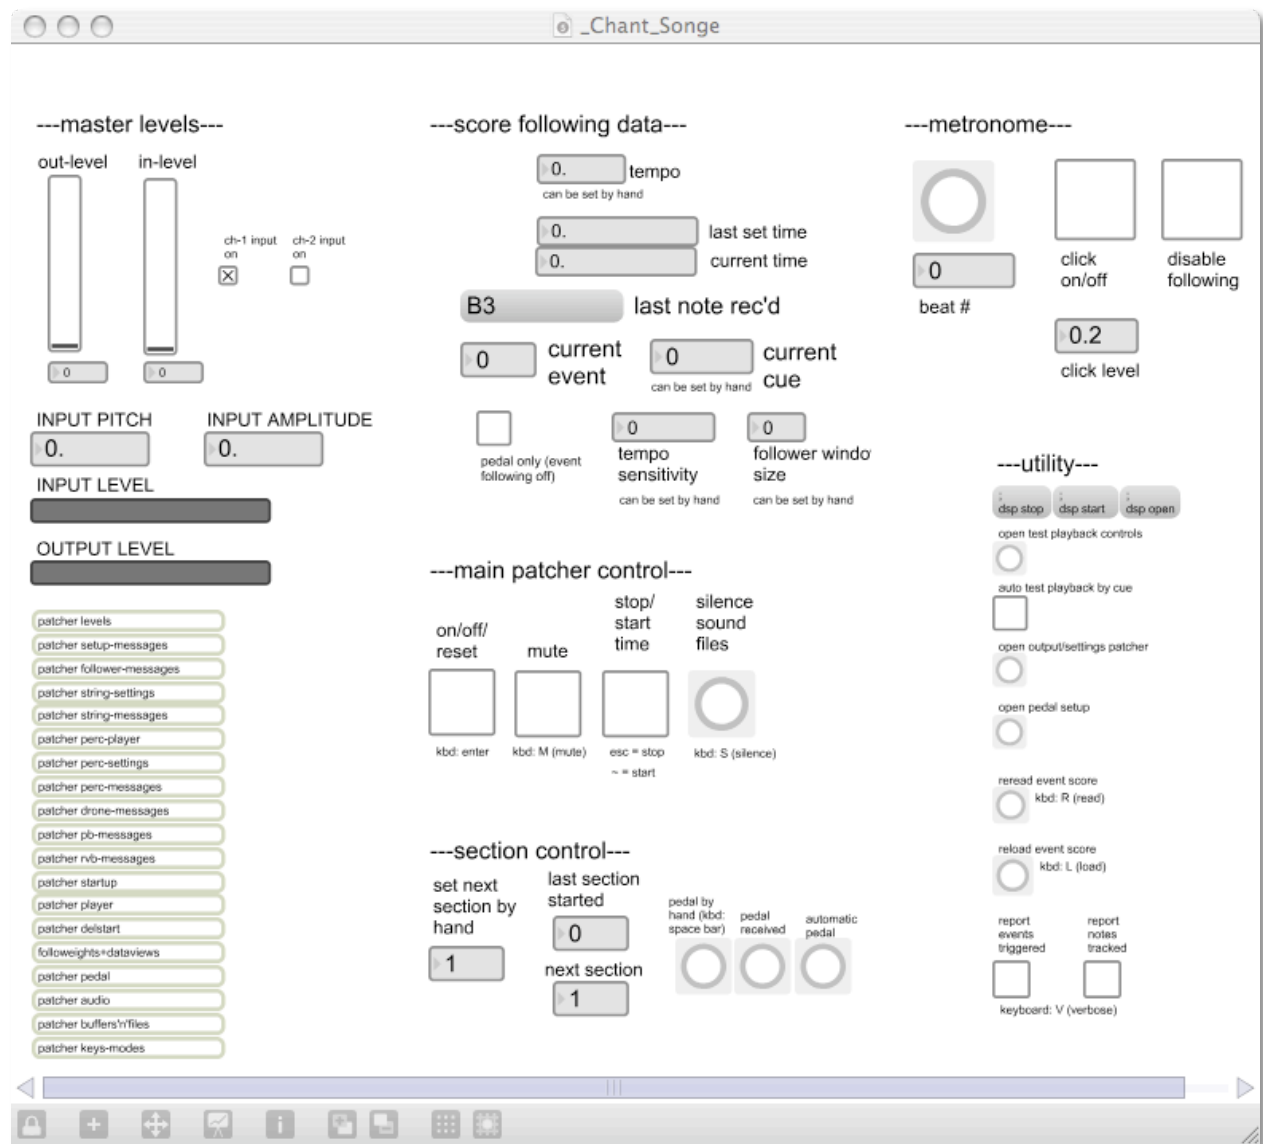 _Chant_Songe
---master levels---
out-level
in-level
ch-1 input
on
ch-2 input
on
0
0
INPUT PITCH
INPUT AMPLITUDE
0.
0.
INPUT LEVEL
OUTPUT LEVEL
patcher levels
patcher setup-messages
patcher follower-messages
patcher string-settings
patcher string-messages
patcher perc-player
patcher perc-settings
patcher perc-messages
patcher drone-messages
patcher pb-messages
patcher rvb-messages
patcher startup
patcher player
patcher delstart
followeights+dataviews
patcher pedal
patcher audio
patcher buffers'n'files
patcher keys-modes
---score following data---
0.
tempo
can be set by hand
0.
last set time
0.
current time
B3
last note rec'd
0
current
event
0
current
cue
can be set by hand
pedal only (event
following off)
0
tempo
sensitivity
can be set by hand
0
follower windo
size
can be set by hand
---main patcher control---
on/off/
reset
kbd: enter
mute
kbd: M (mute)
stop/
start
time
esc = stop
~ = start
silence
sound
files
kbd: S (silence)
---section control---
set next
section by
hand
1
last section
started
0
next section
1
pedal by
hand (kbd:
space bar)
pedal
received
automatic
pedal
---metronome---
0
beat #
click
on/off
disable
following
0.2
click level
---utility---
;
dsp stop
;
dsp start
;
dsp open
open test playback controls
auto test playback by cue
open output/settings patcher
open pedal setup
reread event score
kbd: R (read)
reload event score
kbd: L (load)
report
events
triggered
report
notes
tracked
keyboard: V (verbose)